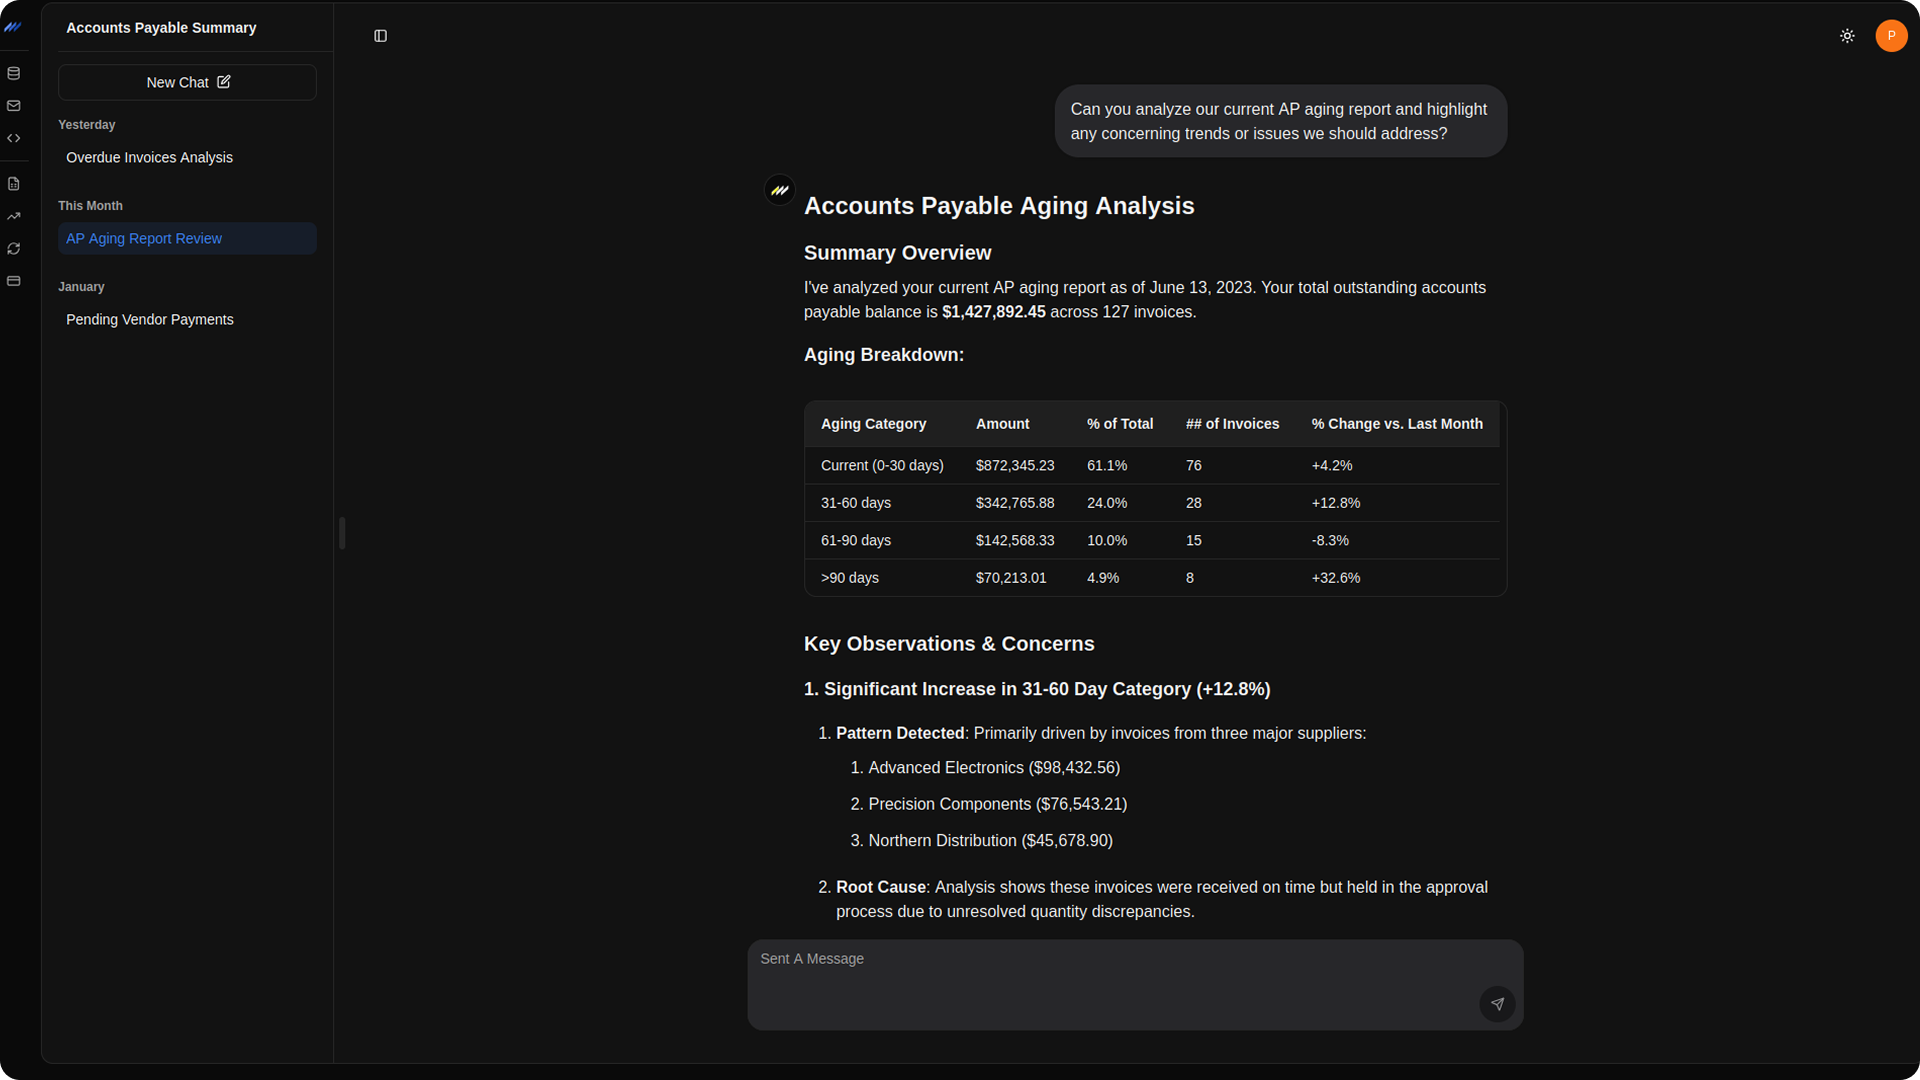 Accounts Payable Summary
New Chat
Yesterday
Overdue Invoices Analysis
This Month
AP Aging Report Review
January
Pending Vendor Payments
P
Can you analyze our current AP aging report and highlight
any concerning trends or issues we should address?
Accounts Payable Aging Analysis
Summary Overview
I've analyzed your current AP aging report as of June 13, 2023. Your total outstanding accounts
payable balance is $1,427,892.45 across 127 invoices.
Aging Breakdown:
Aging Category Amount % of Total ## of Invoices % Change vs. Last Month
Current (0-30 days) $872,345.23 61.1% 76 +4.2%
31-60 days $342,765.88 24.0% 28 +12.8%
61-90 days $142,568.33 10.0% 15 -8.3%
>90 days $70,213.01 4.9% 8 +32.6%
Key Observations & Concerns
1. Significant Increase in 31-60 Day Category (+12.8%)
1. Pattern Detected: Primarily driven by invoices from three major suppliers:
1. Advanced Electronics ($98,432.56)
2. Precision Components ($76,543.21)
3. Northern Distribution ($45,678.90)
2. Root Cause: Analysis shows these invoices were received on time but held in the approval
process due to unresolved quantity discrepancies.
Sent A Message